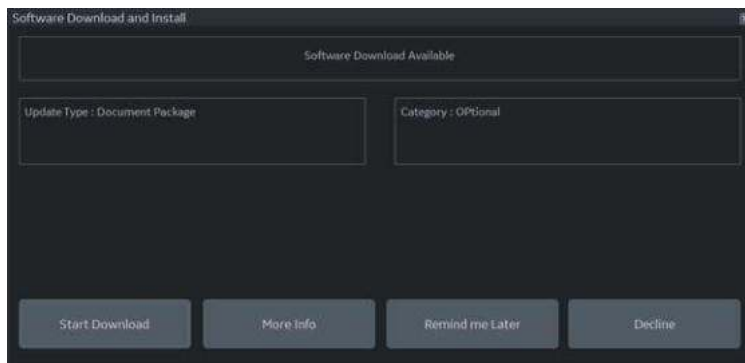 Software Download and Install
Software Download Available
Update Type : Document Package
Category : OPtional
Start Download
More Info
Remind me Later
Decline